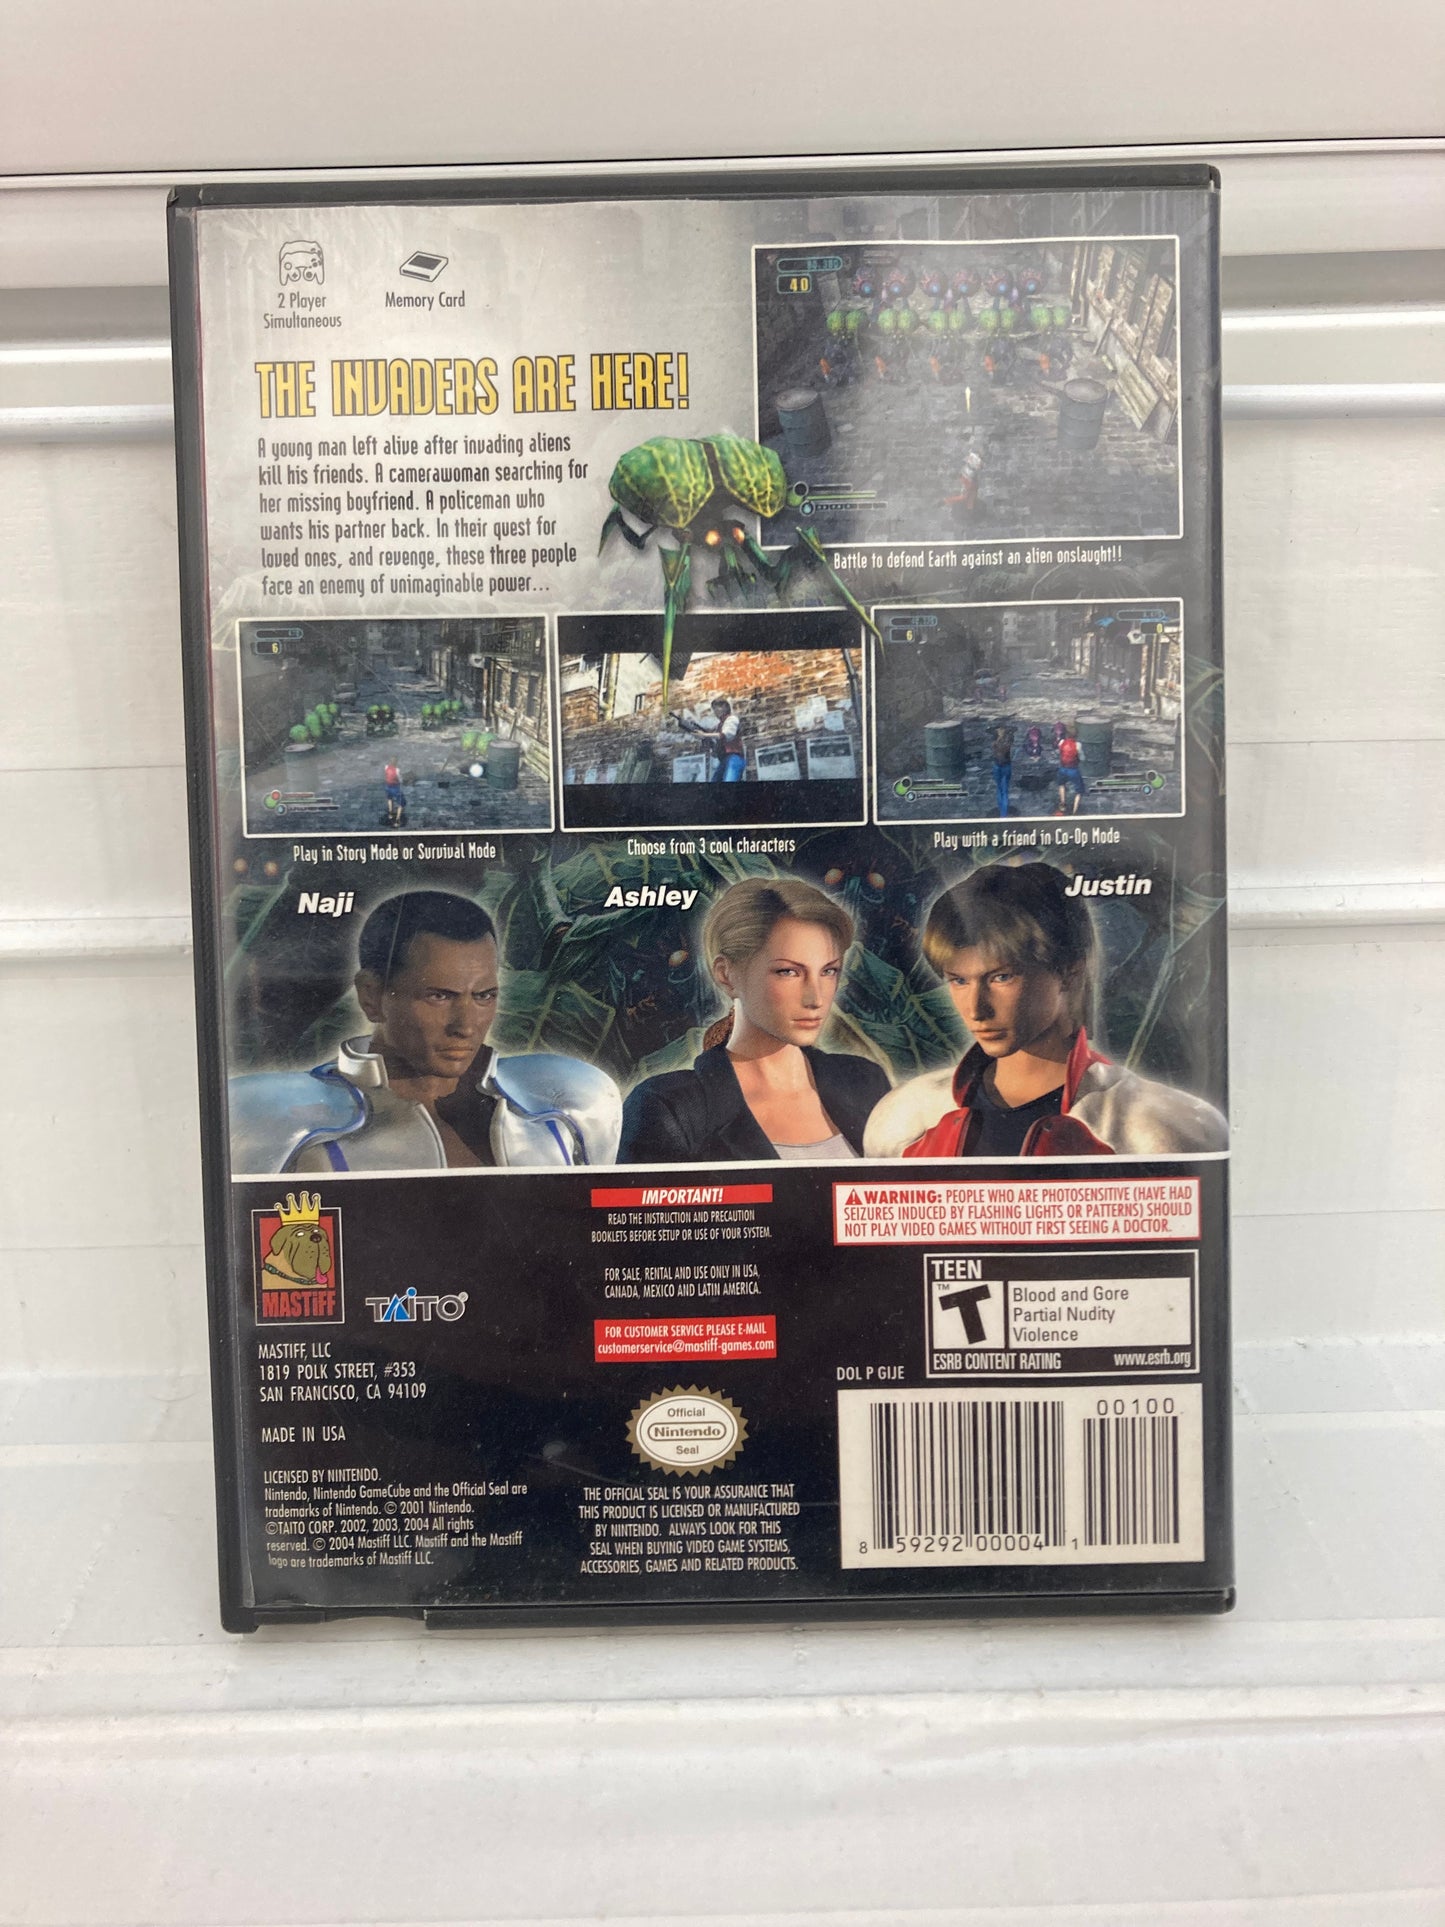 2 Player
Simultaneous
Memory Card
THE INVADERS ARE HERE!
A young man left alive after invading aliens
kill his friends. A camerawoman searching for
her missing boyfriend. A policeman who
wants his partner back. In their quest for
loved ones, and revenge, these three people
face an enemy of unimaginable power...
40
Battle to defend Earth against an alien onslaught!!
6
6
0
Play in Story Mode or Survival Mode
Choose from 3 cool characters
Play with a friend in Co-Op Mode
Naji
Ashley
Justin
MASTIFF
TAITO®
MASTIFF, LLC
1819 POLK STREET, #353
SAN FRANCISCO, CA 94109
MADE IN USA
LICENSED BY NINTENDO.
Nintendo, Nintendo GameCube and the Official Seal are
trademarks of Nintendo. © 2001 Nintendo.
©TAITO CORP. 2002, 2003, 2004 All rights
reserved. © 2004 Mastiff LLC. Mastiff and the Mastiff
logo are trademarks of Mastiff LLC.
IMPORTANT!
READ THE INSTRUCTION AND PRECAUTION
BOOKLETS BEFORE SETUP OR USE OF YOUR SYSTEM.
FOR SALE, RENTAL AND USE ONLY IN USA,
CANADA, MEXICO AND LATIN AMERICA.
FOR CUSTOMER SERVICE PLEASE E-MAIL
customerservice@mastiff-games.com
Official
Nintendo
Seal
THE OFFICIAL SEAL IS YOUR ASSURANCE THAT
THIS PRODUCT IS LICENSED OR MANUFACTURED
BY NINTENDO. ALWAYS LOOK FOR THIS
SEAL WHEN BUYING VIDEO GAME SYSTEMS,
ACCESSORIES, GAMES AND RELATED PRODUCTS.
WARNING: PEOPLE WHO ARE PHOTOSENSITIVE (HAVE HAD
SEIZURES INDUCED BY FLASHING LIGHTS OR PATTERNS) SHOULD
NOT PLAY VIDEO GAMES WITHOUT FIRST SEEING A DOCTOR.
TEEN
T™
Blood and Gore
Partial Nudity
Violence
ESRB CONTENT RATING www.esrb.org
DOL P GIJE
00100
8 59292 00004 1